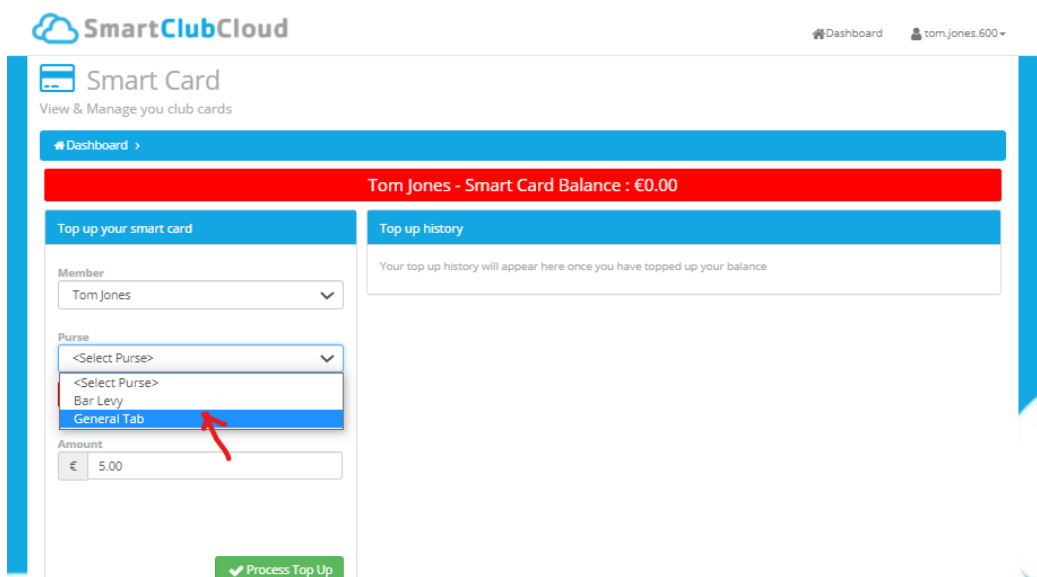 SmartClubCloud
Dashboard
tom.jones.600
Smart Card
View & Manage you club cards
Dashboard >
Tom Jones - Smart Card Balance : €0.00
Top up your smart card
Member
Tom Jones
Purse
<Select Purse>
<Select Purse>
Bar Levy
General Tab
Amount
€ 5.00
Process Top Up
Top up history
Your top up history will appear here once you have topped up your balance